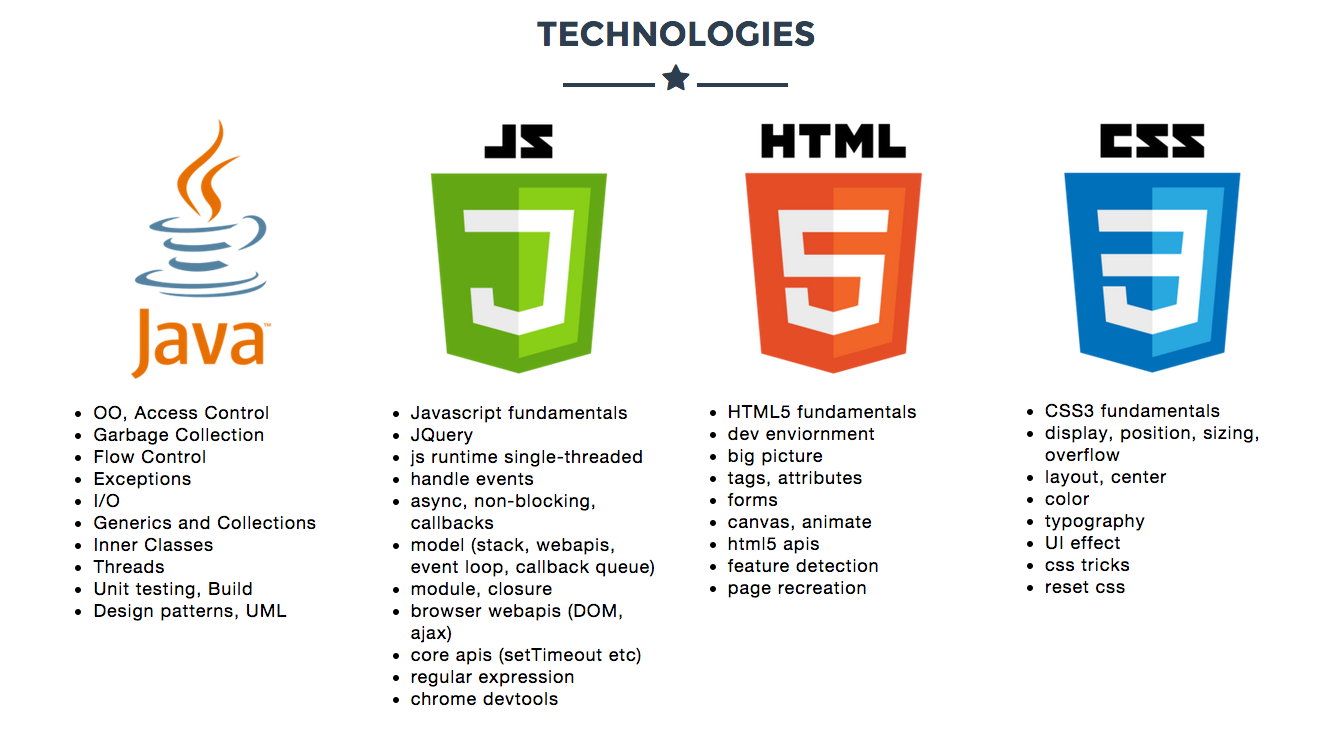 TECHNOLOGIES
Java™
• OO, Access Control
• Garbage Collection
• Flow Control
• Exceptions
• I/O
• Generics and Collections
• Inner Classes
• Threads
• Unit testing, Build
• Design patterns, UML
JS
J
• Javascript fundamentals
• JQuery
• js runtime single-threaded
• handle events
• async, non-blocking,
callbacks
• model (stack, webapis,
event loop, callback queue)
• module, closure
• browser webapis (DOM,
ajax)
• core apis (setTimeout etc)
• regular expression
• chrome devtools
HTML
5
• HTML5 fundamentals
• dev enviornment
• big picture
• tags, attributes
• forms
• canvas, animate
• html5 apis
• feature detection
• page recreation
CSS
3
• CSS3 fundamentals
• display, position, sizing,
overflow
• layout, center
• color
• typography
• UI effect
• css tricks
• reset css